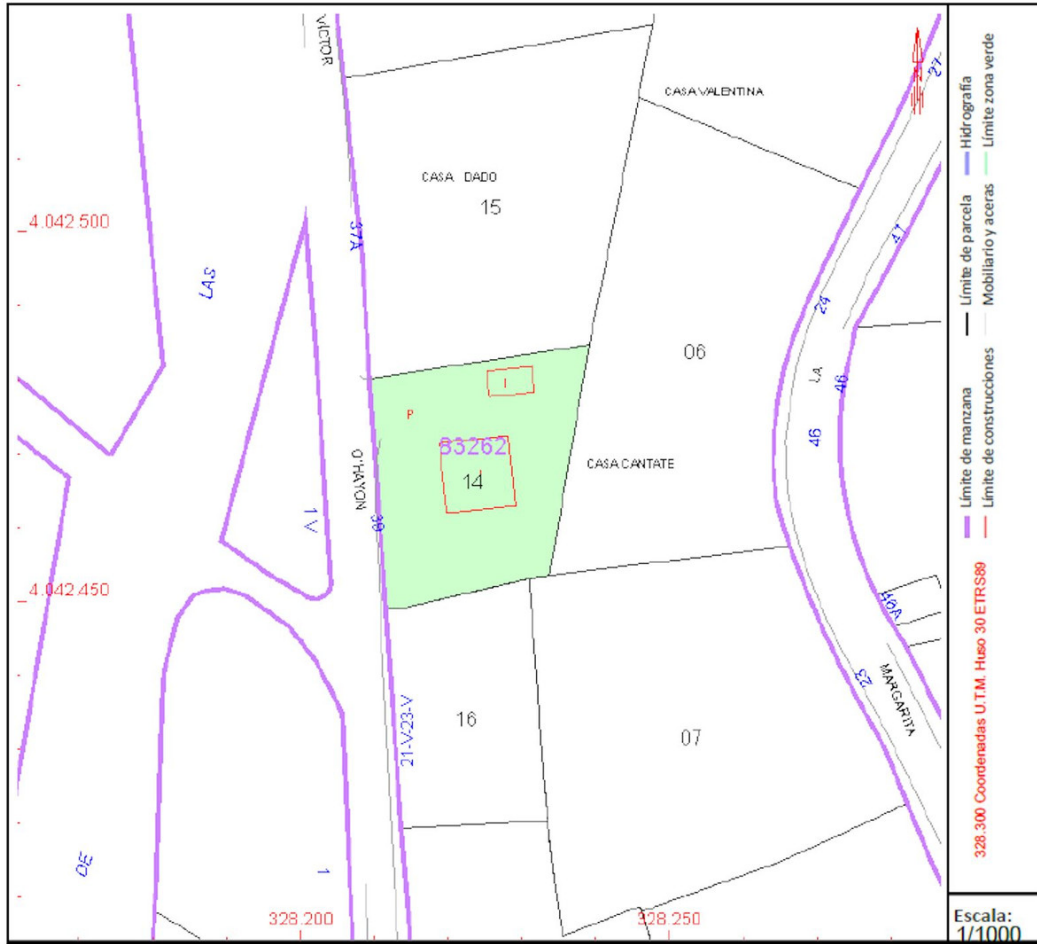 VÍCTOR
27
CASA VALENTINA
CASA DADO
15
4.042.500
37A
47
LAS
24
06
LA
46
I
P
83262
46
CASA CANTATE
O'HAYON
I
14
39
1 V
4.042.450
46A
23
MARGARITA
16
21-V-23-V
07
DE
1
328.200
328.250
Límite de manzana
Límite de parcela
Hidrografía
Límite de construcciones
Mobiliario y aceras
Límite zona verde
328.300 Coordenadas U.T.M. Huso 30 ETRS89
Escala:
1/1000